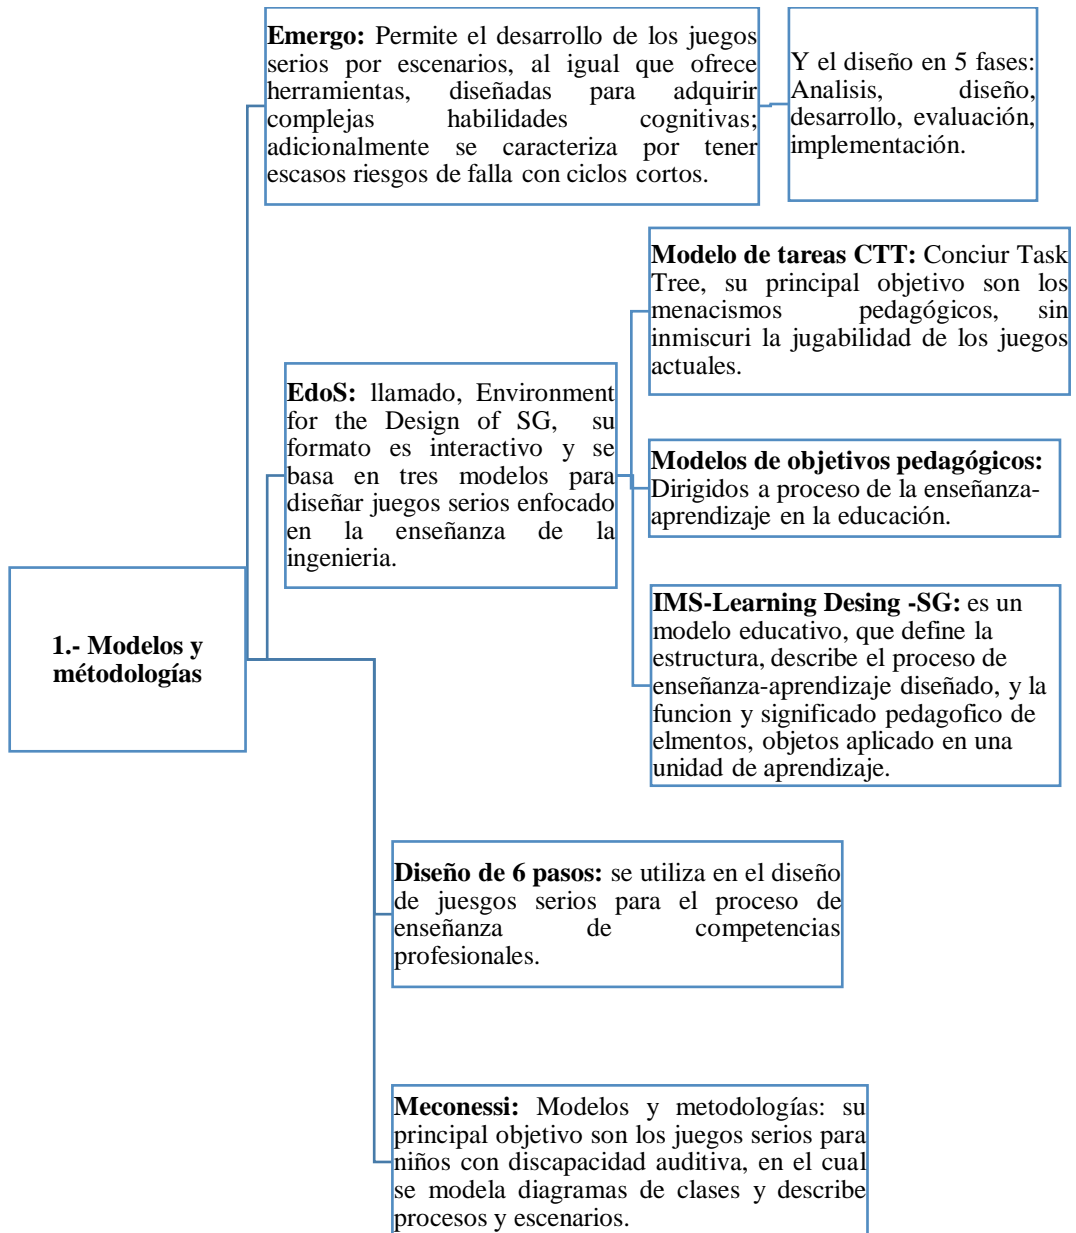 Emergo: Permite el desarrollo de los juegos
serios por escenarios, al igual que ofrece
herramientas, diseñadas para adquirir
complejas habilidades cognitivas;
adicionalmente se caracteriza por tener
escasos riesgos de falla con ciclos cortos.
Y el diseño en 5 fases:
Analisis, diseño,
desarrollo, evaluación,
implementación.
Modelo de tareas CTT: Conciur Task
Tree, su principal objetivo son los
menacismos pedagógicos, sin
inmiscuri la jugabilidad de los juegos
actuales.
EdoS: llamado, Environment
for the Design of SG, su
formato es interactivo y se
basa en tres modelos para
diseñar juegos serios enfocado
en la enseñanza de la
ingenieria.
Modelos de objetivos pedagógicos:
Dirigidos a proceso de la enseñanza-
aprendizaje en la educación.
IMS-Learning Desing -SG: es un
modelo educativo, que define la
estructura, describe el proceso de
enseñanza-aprendizaje diseñado, y la
funcion y significado pedagofico de
elmentos, objetos aplicado en una
unidad de aprendizaje.
1.- Modelos y
métodologías
Diseño de 6 pasos: se utiliza en el diseño
de juesgos serios para el proceso de
enseñanza de competencias
profesionales.
Meconessi: Modelos y metodologías: su
principal objetivo son los juegos serios para
niños con discapacidad auditiva, en el cual
se modela diagramas de clases y describe
procesos y escenarios.